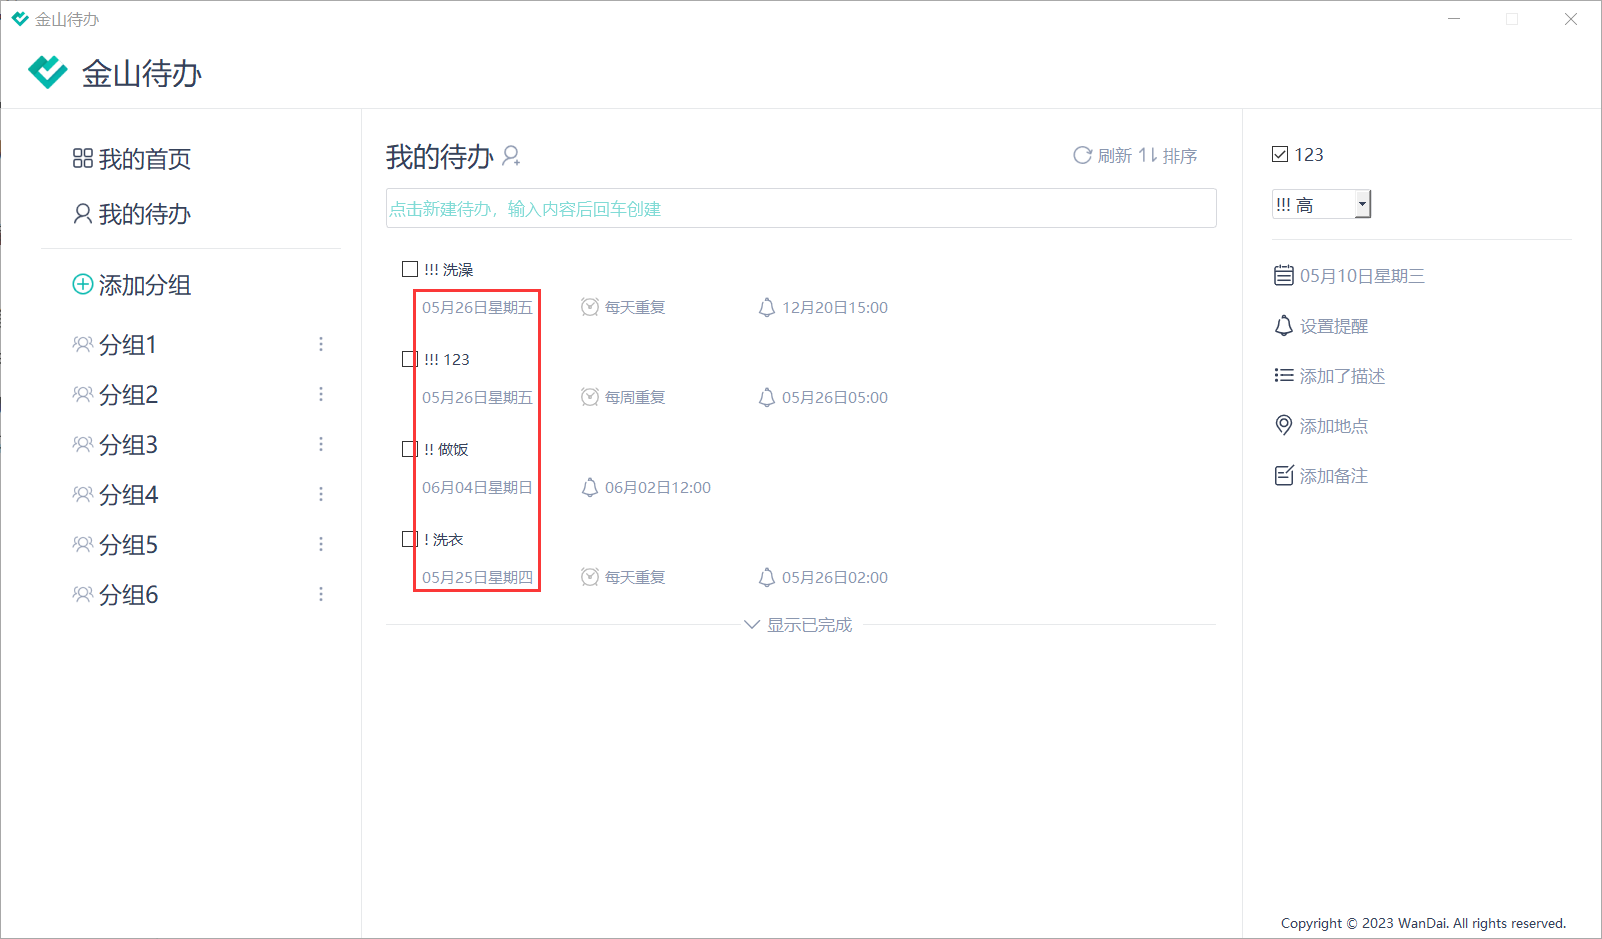 金山待办
金山待办
我的首页
我的待办
添加分组
分组1
分组2
分组3
分组4
分组5
分组6
我的待办
刷新 排序
点击新建待办，输入内容后回车创建
!!! 洗澡
05月26日星期五 每天重复 12月20日15:00
!!! 123
05月26日星期五 每周重复 05月26日05:00
!! 做饭
06月04日星期日 06月02日12:00
! 洗衣
05月25日星期四 每天重复 05月26日02:00
显示已完成
123
!!! 高
05月10日星期三
设置提醒
添加了描述
添加地点
添加备注
Copyright © 2023 WanDai. All rights reserved.